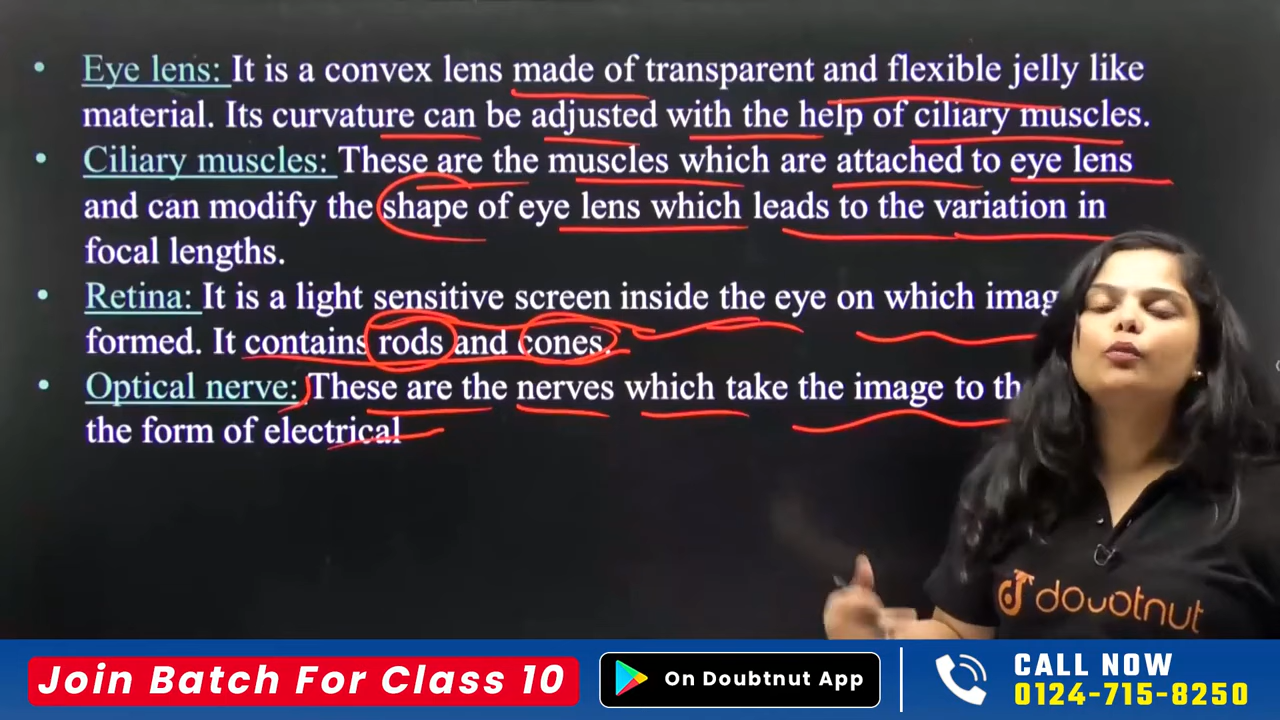 • Eye lens: It is a convex lens made of transparent and flexible jelly like
material. Its curvature can be adjusted with the help of ciliary muscles.
• Ciliary muscles: These are the muscles which are attached to eye lens
and can modify the shape of eye lens which leads to the variation in
focal lengths.
• Retina: It is a light sensitive screen inside the eye on which imag
formed. It contains rods and cones.
• Optical nerve: These are the nerves which take the image to th
the form of electrical
doubtnut
Join Batch For Class 10
On Doubtnut App
CALL NOW
0124-715-8250